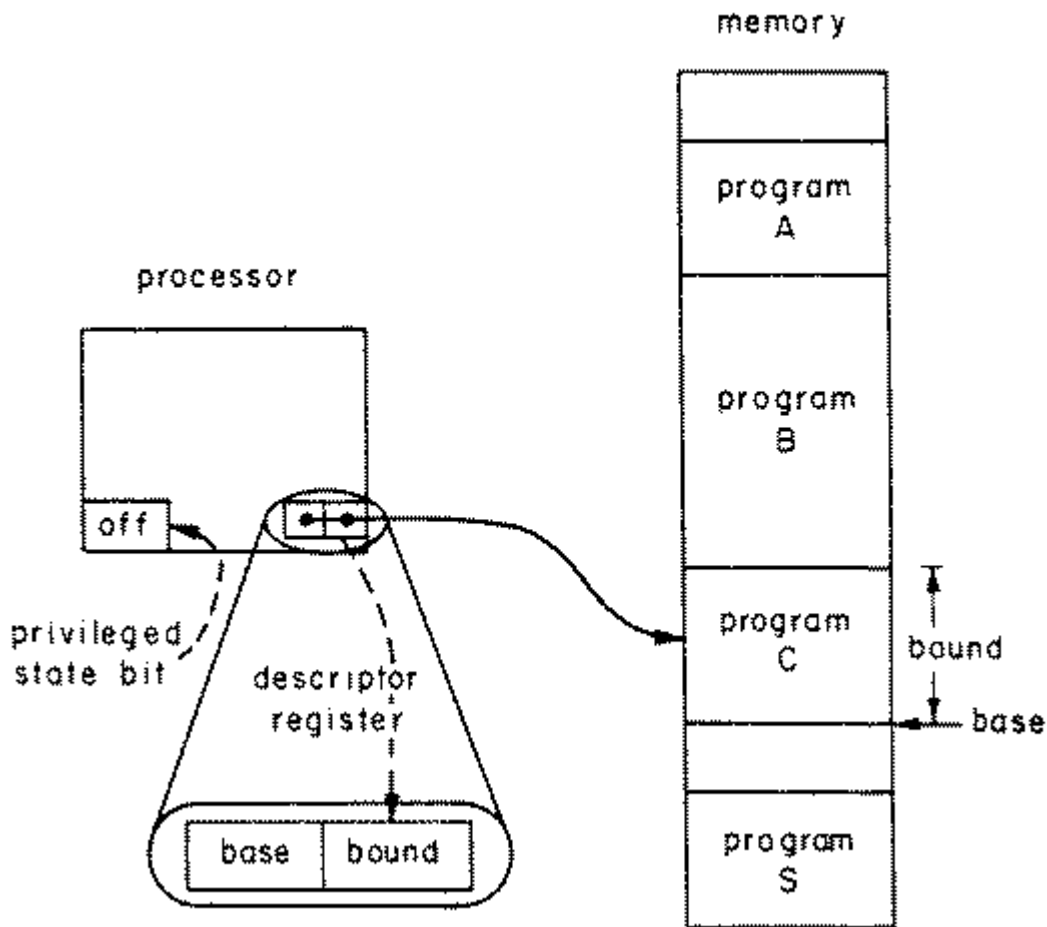 memory
program
A
processor
program
B
off
privileged
state bit
descriptor
register
program
C
bound
base
base
bound
program
S